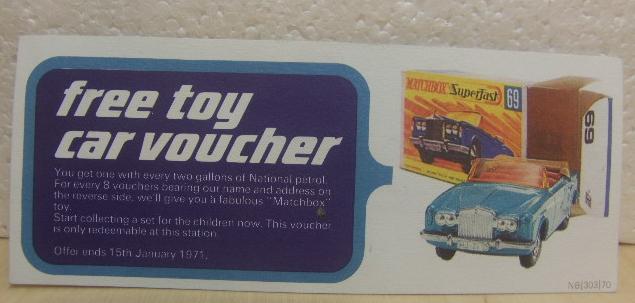 free toy
car voucher
You get one with every two gallons of National petrol.
For every 8 vouchers bearing our name and address on
the reverse side, we'll give you a fabulous "Matchbox"
toy.
Start collecting a set for the children now. This voucher
is only redeemable at this station.
Offer ends 15th January 1971.
MATCHBOX Superfast 69
69
NB|303|70